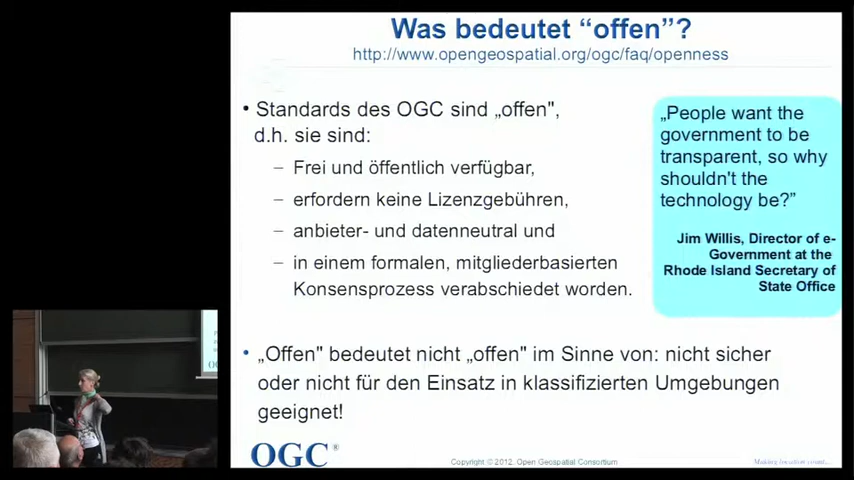 Was bedeutet “offen”?
http://www.opengeospatial.org/ogc/faq/openness
• Standards des OGC sind „offen",
d.h. sie sind:
– Frei und öffentlich verfügbar,
– erfordern keine Lizenzgebühren,
– anbieter- und datenneutral und
– in einem formalen, mitgliederbasierten
Konsensprozess verabschiedet worden.
„People want the
government to be
transparent, so why
shouldn't the
technology be?”
Jim Willis, Director of e-
Government at the
Rhode Island Secretary of
State Office
• „Offen" bedeutet nicht „offen" im Sinne von: nicht sicher
oder nicht für den Einsatz in klassifizierten Umgebungen
geeignet!
OGC®
Copyright © 2012, Open Geospatial Consortium
Making location count...